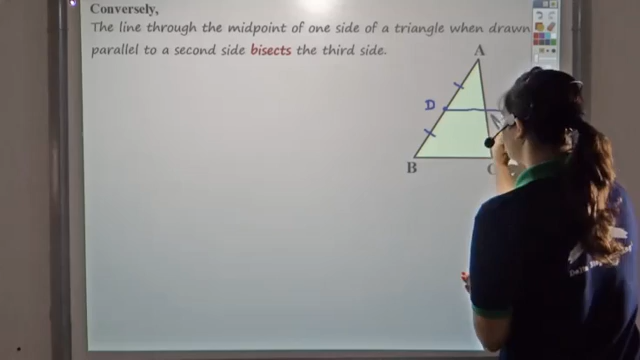 Conversely,
The line through the midpoint of one side of a triangle when drawn
parallel to a second side bisects the third side.
A
D
B
C